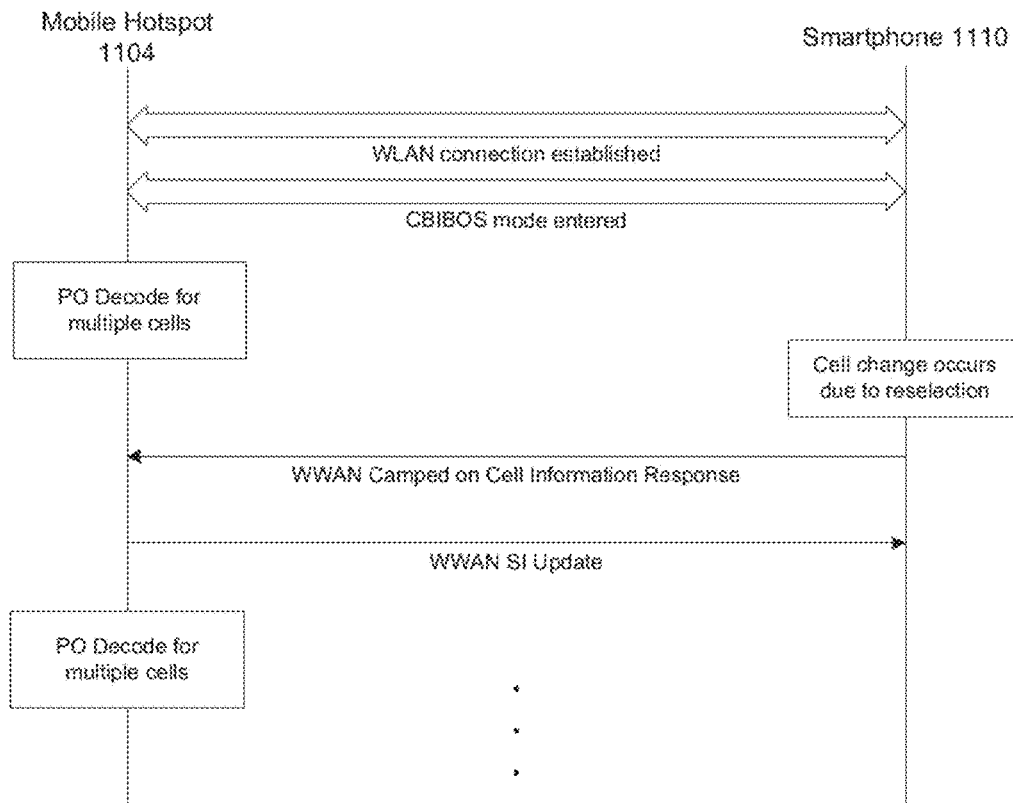 Mobile Hotspot
1104
Smartphone 1110
WLAN connection established
CBIBOS mode entered
PO Decode for
multiple cells
Cell change occurs
due to reselection
WWAN Camped on Cell Information Response
WWAN SI Update
PO Decode for
multiple cells